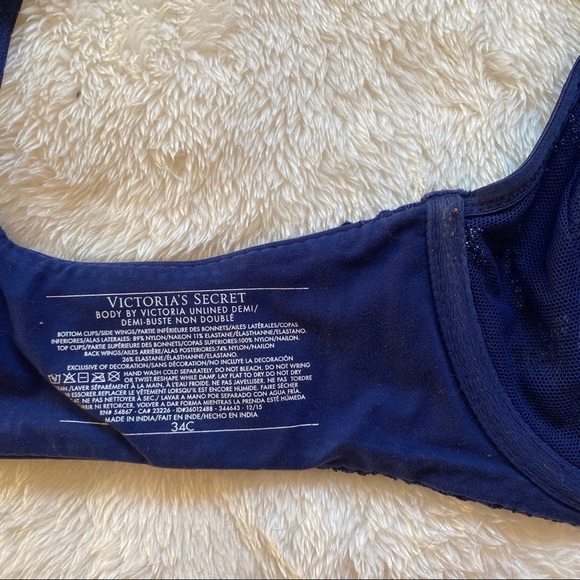 VICTORIA'S SECRET
BODY BY VICTORIA UNLINED DEMI/
DEMI-BUSTE NON DOUBLÉ
BOTTOM CUPS/SIDE WINGS/PARTIE INFÉRIEURE DES BONNETS/AILES LATÉRALES/COPAS
INFERIORES/ALAS LATERALES: 89% NYLON/NAILON 11% ELASTANE/ÉLASTHANNE/ELASTANO.
TOP CUPS/PARTIE SUPÉRIEURE DES BONNETS/COPAS SUPERIORES:100% NYLON/NAILON
BACK WINGS/AILES ARRIÈRE/ALAS POSTERIORES:74% NYLON/NAILON
26% ELASTANE/ÉLASTHANNE/ELASTANO.
EXCLUSIVE OF DECORATION/SANS DÉCORATION/NO INCLUYE LA DECORACIÓN
HAND WASH COLD SEPARATELY. DO NOT BLEACH. DO NOT WRING
OR TWIST.RESHAPE WHILE DAMP. LAY FLAT TO DRY.DO NOT DRY
LAVER SÉPARÉMENT À LA MAIN, À L'EAU FROIDE. NE PAS JAVELLISER. NE PAS TORDRE
ESSORER.REPLACER LE VÊTEMENT LORSQU'IL EST ENCORE HUMIDE. FAIRE SÉCHER
NE PAS NETTOYER À SEC./ LAVAR A MANO POR SEPARADO CON AGUA FRÍA.
NI RETORCER. VOLVER A DAR FORMA MIENTRAS LA PRENDA ESTÉ HÚMEDA
RN# 54867 - CA# 23226 - ID#36012488 - 344643 - 12/15
MADE IN INDIA/FAIT EN INDE/HECHO EN INDIA
34C